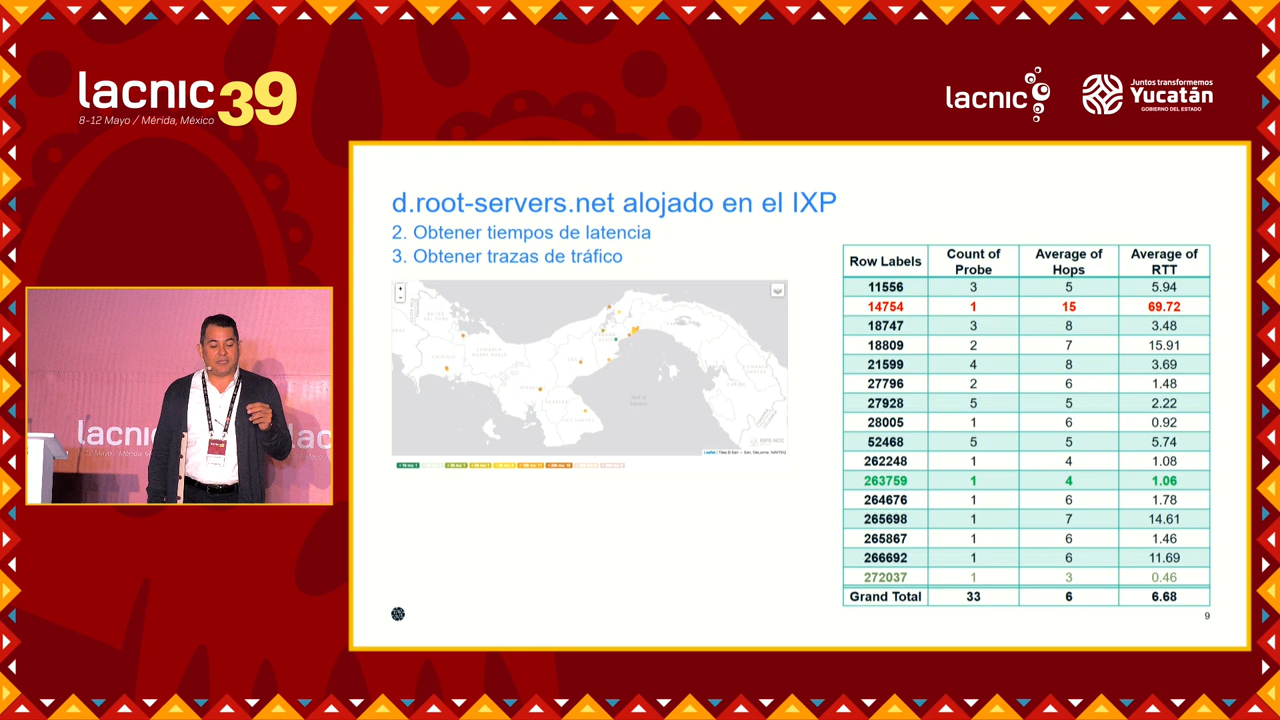 lacnic 39
8-12 Mayo / Mérida, México
lacnic
Juntos transformemos
Yucatán
GOBIERNO DEL ESTADO
d.root-servers.net alojado en el IXP
2. Obtener tiempos de latencia
3. Obtener trazas de tráfico
Row Labels Count of Probe Average of Hops Average of RTT
11556 3 5 5.94
14754 1 15 69.72
18747 3 8 3.48
18809 2 7 15.91
21599 4 8 3.69
27796 2 6 1.48
27928 5 5 2.22
28005 1 6 0.92
52468 5 5 5.74
262248 1 4 1.08
263759 1 4 1.06
264676 1 6 1.78
265698 1 7 14.61
265867 1 6 1.46
266692 1 6 11.69
272037 1 3 0.46
Grand Total 33 6 6.68
9
lacnic